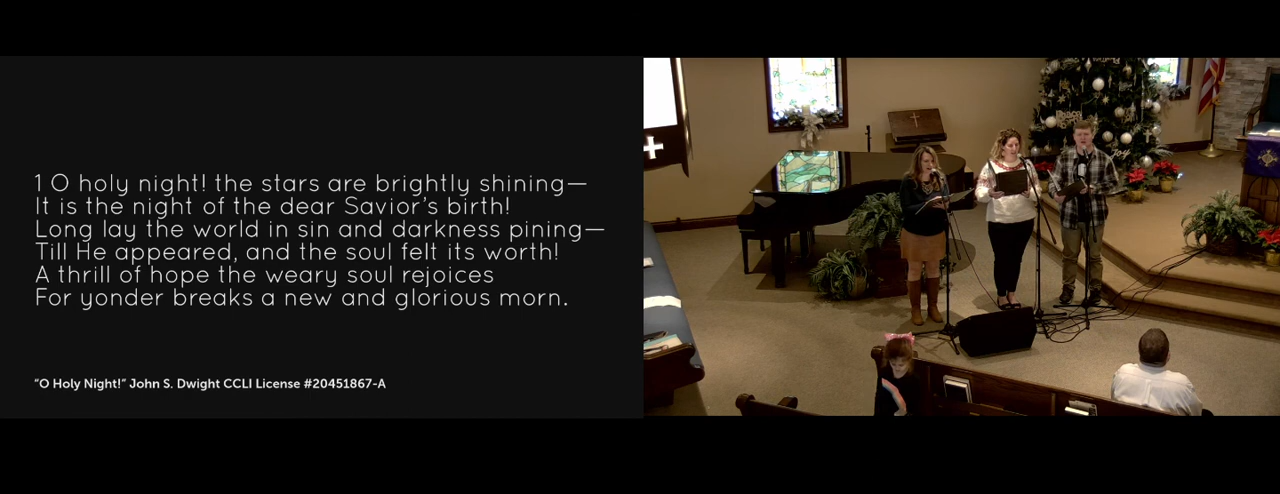 1 O holy night! the stars are brightly shining—
It is the night of the dear Savior's birth!
Long lay the world in sin and darkness pining—
Till He appeared, and the soul felt its worth!
A thrill of hope the weary soul rejoices
For yonder breaks a new and glorious morn.
“O Holy Night!” John S. Dwight CCLI License #20451867-A
Joy